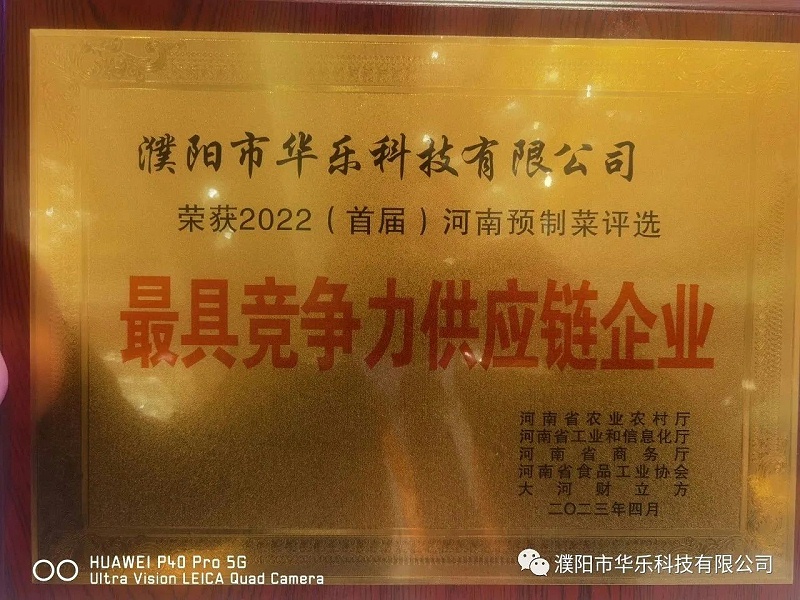 濮阳市华乐科技有限公司
荣获2022（首届）河南预制菜评选
最具竞争力供应链企业
河南省农业农村厅
河南省工业和信息化厅
河南省商务厅
河南省食品工业协会
大河财立方
二〇二三年四月
HUAWEI P40 Pro 5G
Ultra Vision LEICA Quad Camera
濮阳市华乐科技有限公司